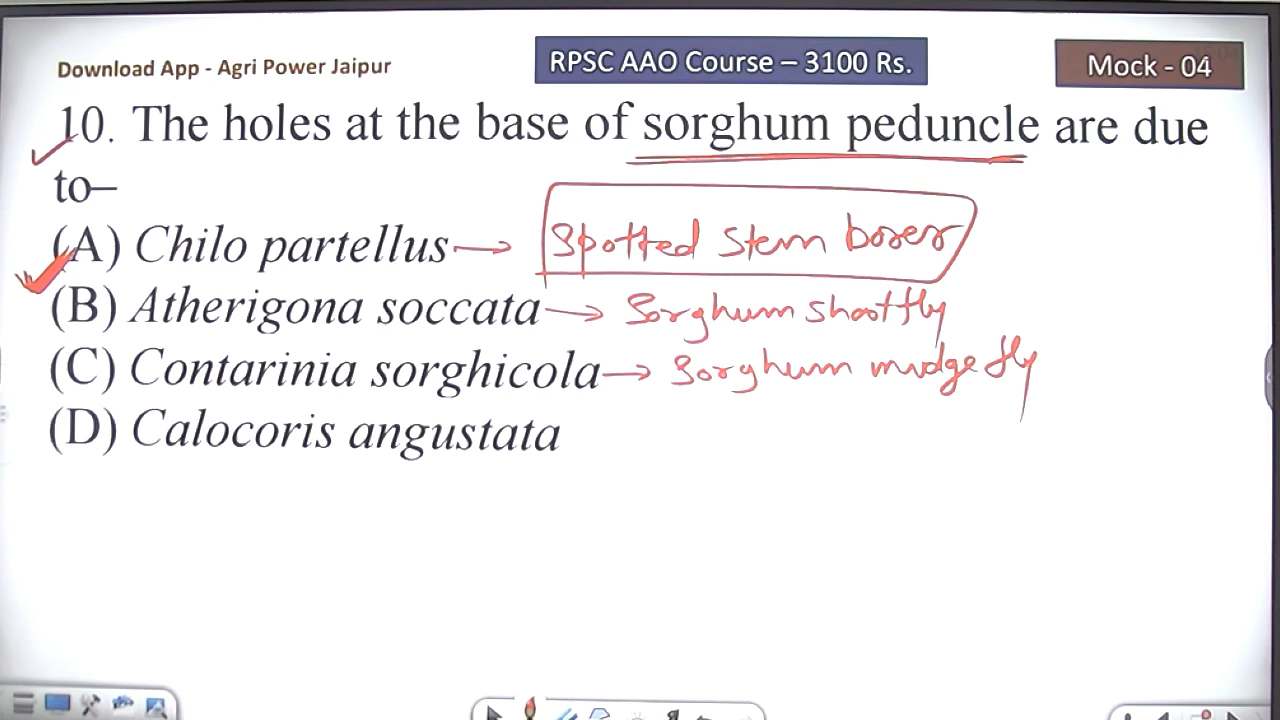 Download App - Agri Power Jaipur
RPSC AAO Course – 3100 Rs.
Mock - 04
10. The holes at the base of sorghum peduncle are due
to–
(A) Chilo partellus → Spotted Stem borer
(B) Atherigona soccata → Sorghum shootfly
(C) Contarinia sorghicola → Sorghum midge fly
(D) Calocoris angustata